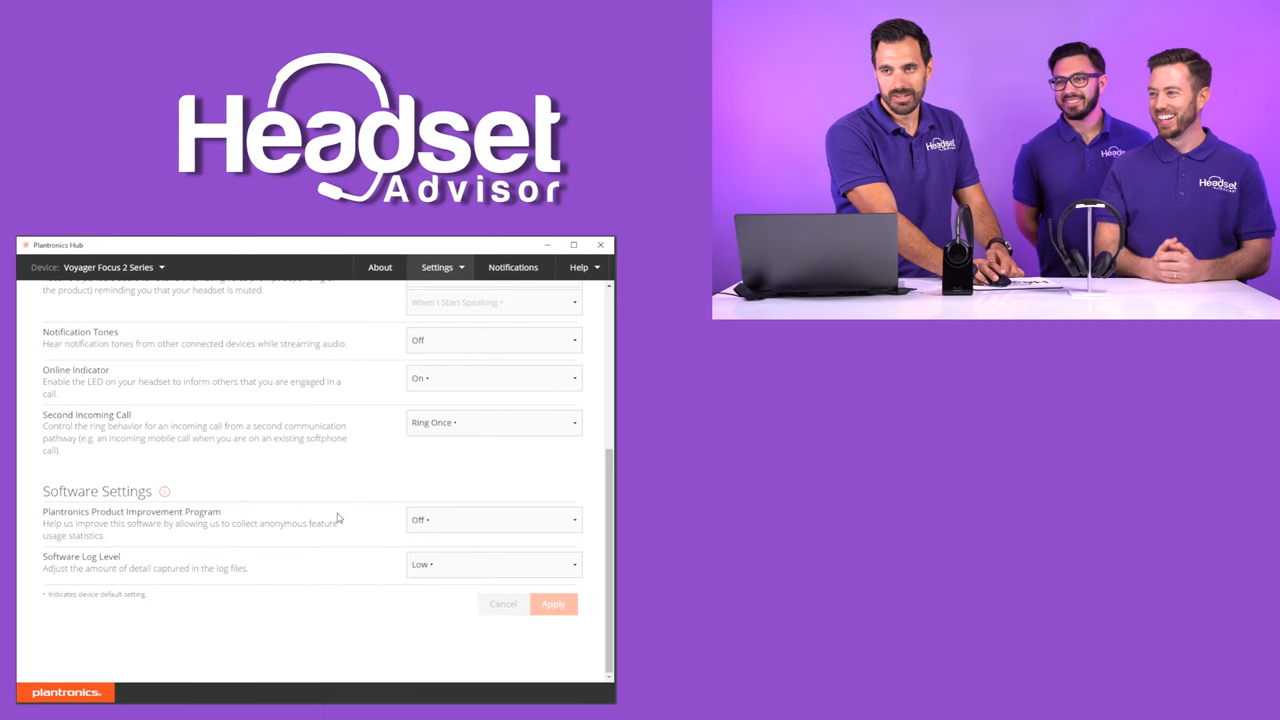 Headset
Advisor
Plantronics Hub
Device: Voyager Focus 2 Series
About
Settings
Notifications
Help
the product) reminding you that your headset is muted.
When I Start Speaking •
Notification Tones
Hear notification tones from other connected devices while streaming audio.
Off
Online Indicator
Enable the LED on your headset to inform others that you are engaged in a
call.
On •
Second Incoming Call
Control the ring behavior for an incoming call from a second communication
pathway (e.g. an incoming mobile call when you are on an existing softphone
call).
Ring Once •
Software Settings
Plantronics Product Improvement Program
Help us improve this software by allowing us to collect anonymous feature
usage statistics.
Off •
Software Log Level
Adjust the amount of detail captured in the log files.
Low •
• Indicates device default setting
Cancel
Apply
plantronics.
Headset
Advisor
Headset
Advisor